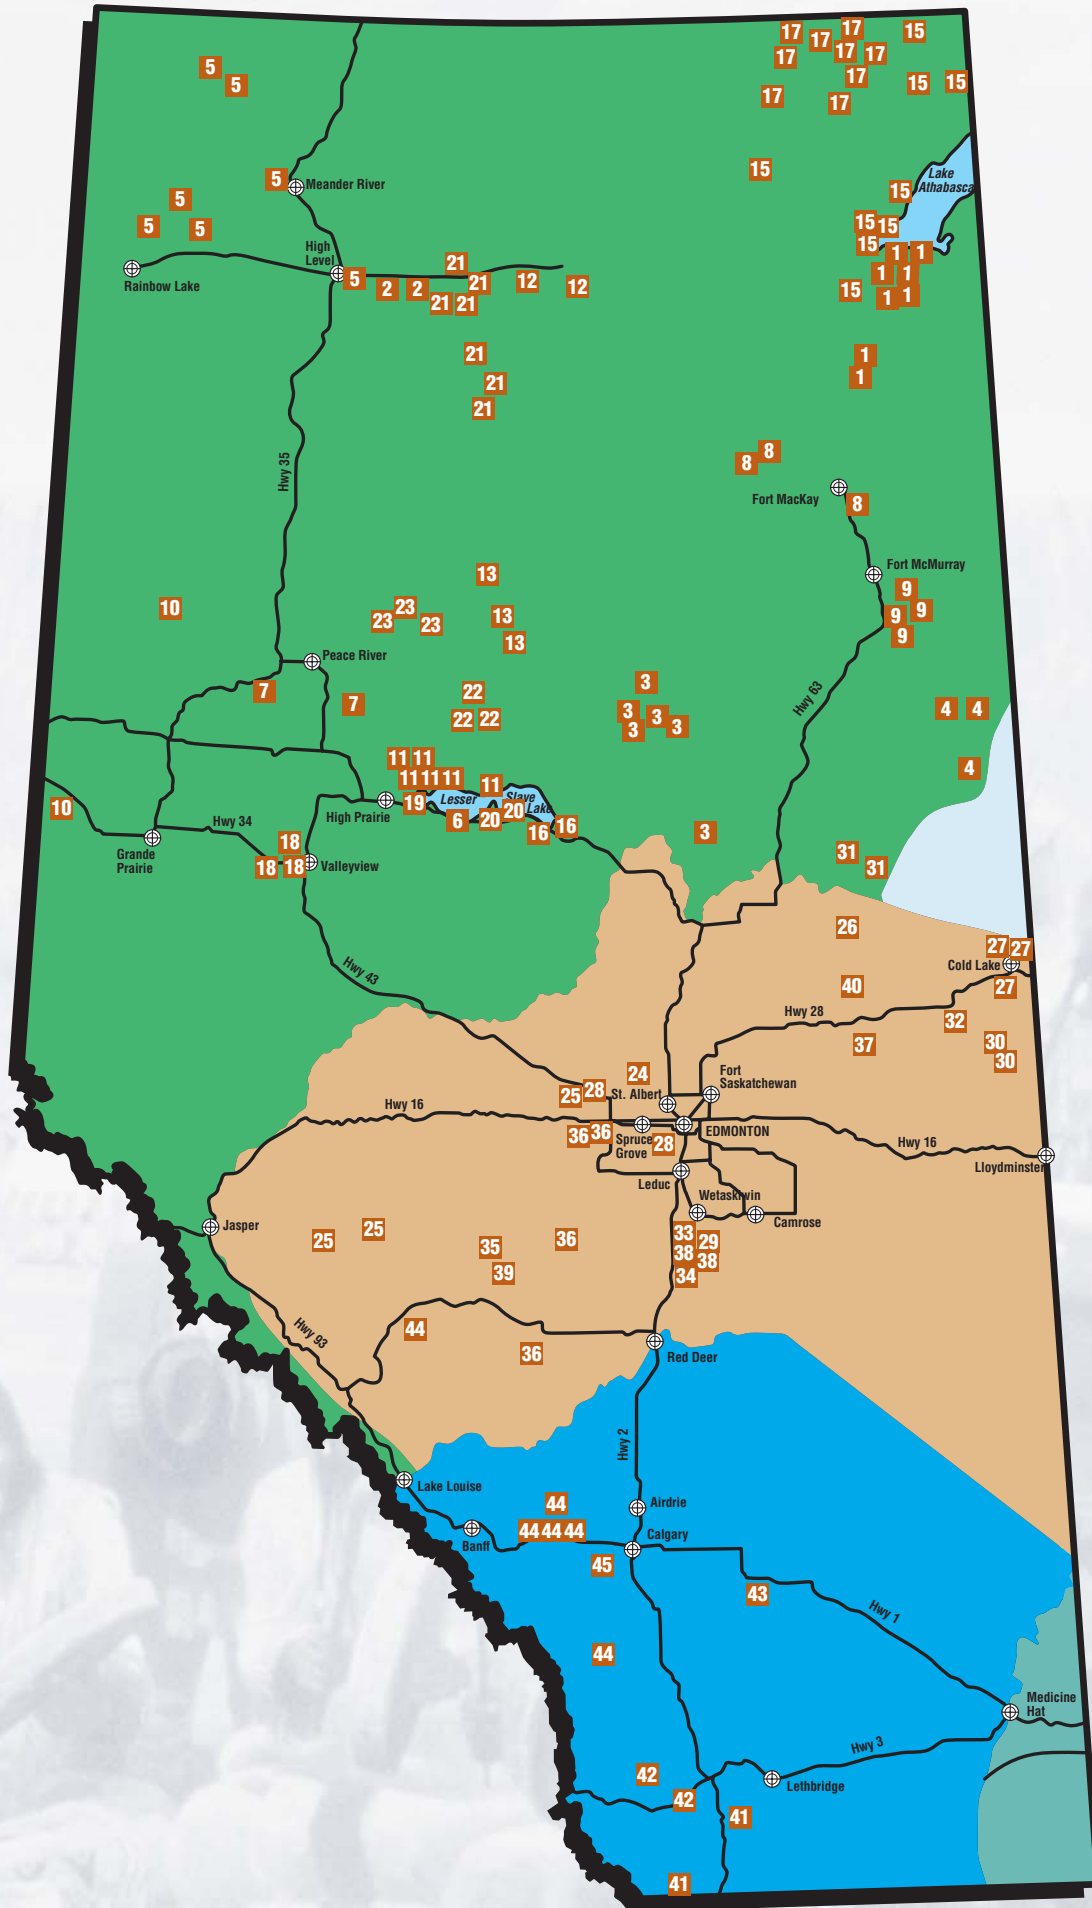 17
17
15
17
17
17
17
5
17
15
15
5
17
17
15
Lake
Athabasca
5
Meander River
15
5
15
15
5
5
15
High
Level
1
1
21
Rainbow Lake
5
1
1
21
12
12
2
2
15
1
1
21
21
21
1
1
21
21
8
8
Hwy 35
Fort MacKay
8
Fort McMurray
13
9
10
23
9
13
9
23
23
9
13
Peace River
3
7
22
Hwy 63
7
4
4
3
3
22
22
3
3
11
11
4
11
11
11
11
Lesser
Slave
Lake
19
10
20
High Prairie
6
20
16
16
Hwy 34
3
18
31
Grande
Prairie
18
18
Valleyview
31
26
27
27
Cold Lake
Hwy 43
40
27
Hwy 28
32
37
30
30
24
Fort
Saskatchewan
28
25
St. Albert
Hwy 16
36
36
Spruce
Grove
28
EDMONTON
Hwy 16
Lloydminster
Leduc
Wetaskiwin
Jasper
Camrose
25
33
25
36
29
35
38
38
39
34
44
Hwy 93
36
Red Deer
Hwy 2
Lake Louise
44
Airdrie
44
44
44
Calgary
Banff
45
43
Hwy 1
44
Medicine
Hat
Hwy 3
42
Lethbridge
42
41
41